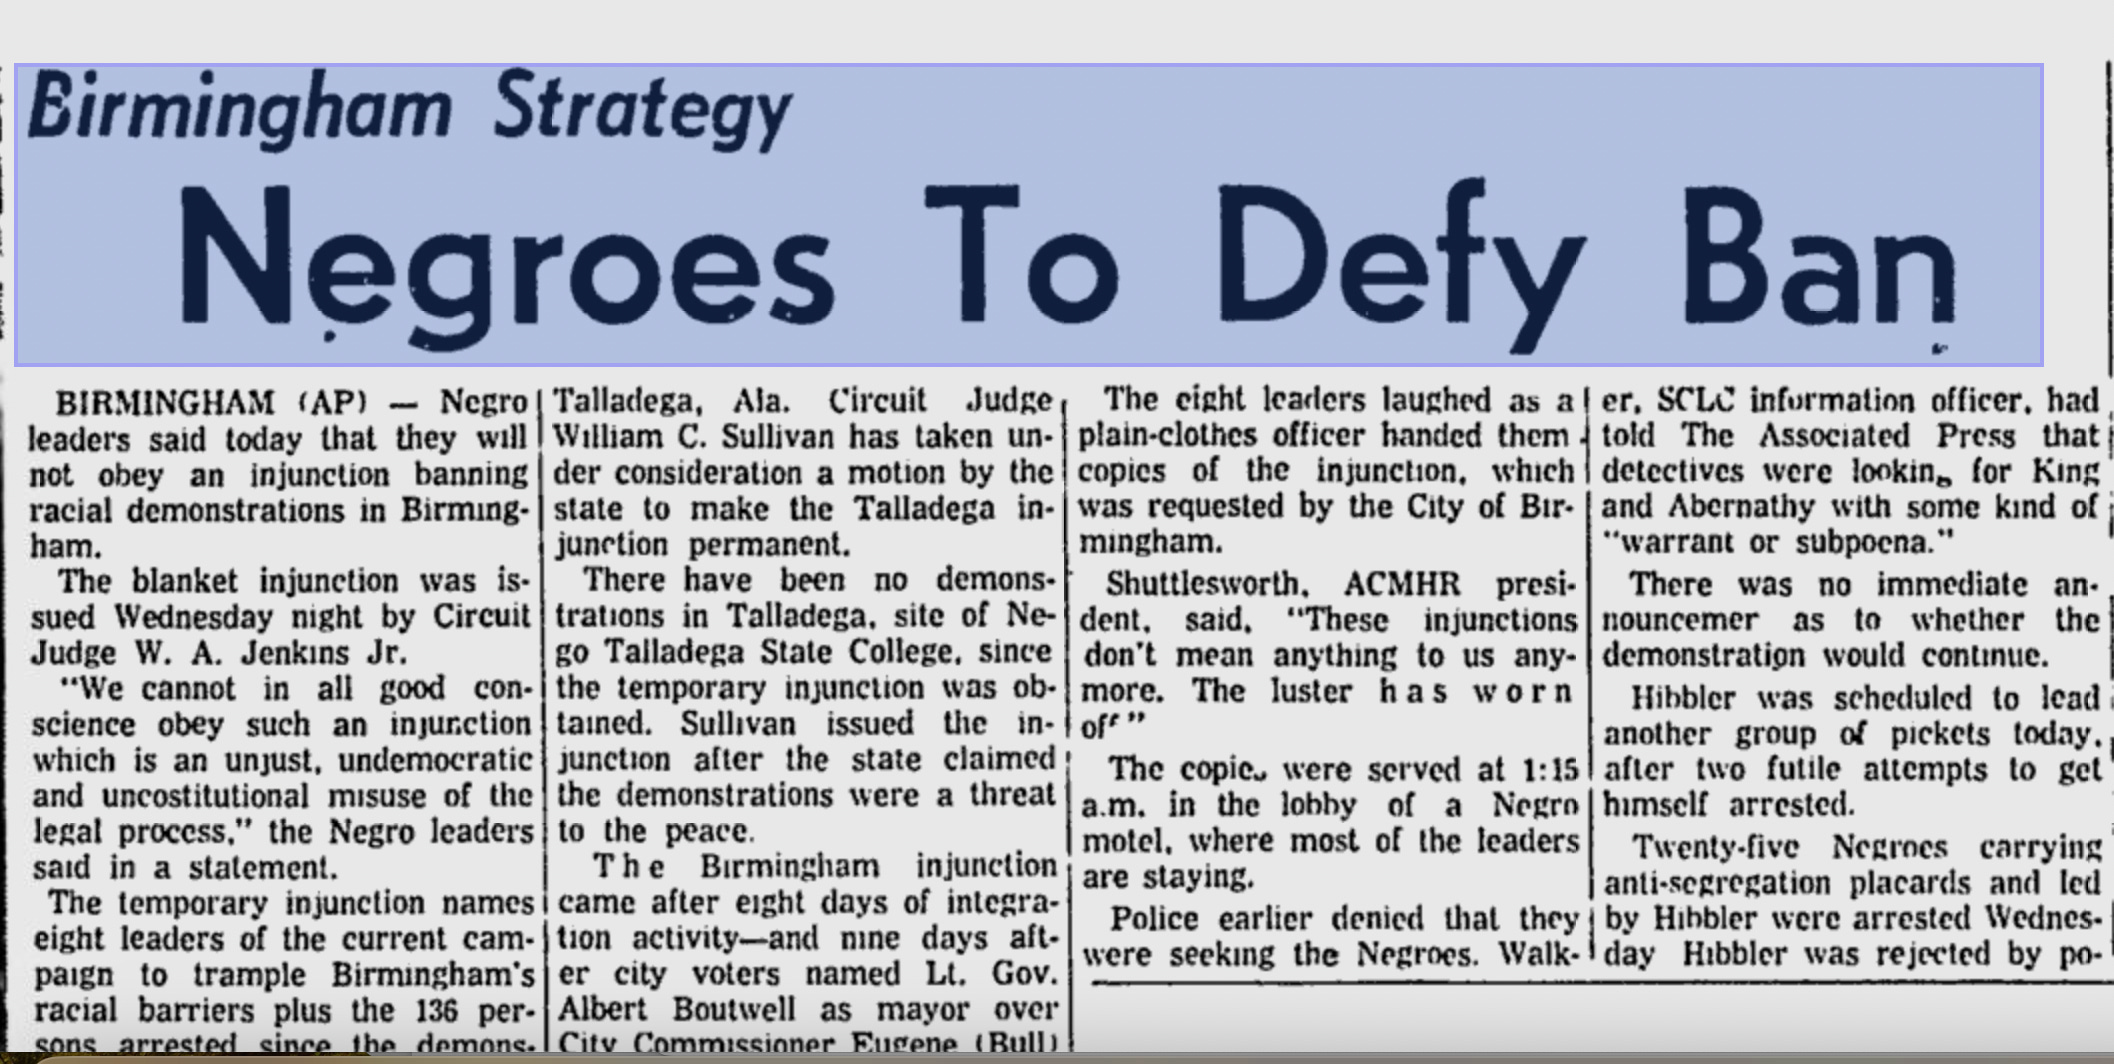 Birmingham Strategy
Negroes To Defy Ban
BIRMINGHAM (AP) — Negro
leaders said today that they will
not obey an injunction banning
racial demonstrations in Birming-
ham.
The blanket injunction was is-
sued Wednesday night by Circuit
Judge W. A. Jenkins Jr.
"We cannot in all good con-
science obey such an injunction
which is an unjust, undemocratic
and uncostitutional misuse of the
legal process," the Negro leaders
said in a statement.
The temporary injunction names
eight leaders of the current cam-
paign to trample Birmingham's
racial barriers plus the 136 per-
sons arrested since the demons-
Talladega, Ala. Circuit Judge
William C. Sullivan has taken un-
der consideration a motion by the
state to make the Talladega in-
junction permanent.
There have been no demons-
trations in Talladega, site of Ne-
go Talladega State College, since
the temporary injunction was ob-
tained. Sullivan issued the in-
junction after the state claimed
the demonstrations were a threat
to the peace.
The Birmingham injunction
came after eight days of integra-
tion activity—and nine days aft-
er city voters named Lt. Gov.
Albert Boutwell as mayor over
City Commissioner Eugene (Bull)
The eight leaders laughed as a
plain-clothes officer handed them
copies of the injunction, which
was requested by the City of Bir-
mingham.
Shuttlesworth, ACMHR presi-
dent, said, "These injunctions
don't mean anything to us any-
more. The luster has worn
off"
The copies were served at 1:15
a.m. in the lobby of a Negro
motel, where most of the leaders
are staying.
Police earlier denied that they
were seeking the Negroes. Walk-
er, SCLC information officer, had
told The Associated Press that
detectives were looking for King
and Abernathy with some kind of
"warrant or subpoena."
There was no immediate an-
nouncemer as to whether the
demonstration would continue.
Hibbler was scheduled to lead
another group of pickets today,
after two futile attempts to get
himself arrested.
Twenty-five Negroes carrying
anti-segregation placards and led
by Hibbler were arrested Wednes-
day Hibbler was rejected by po-